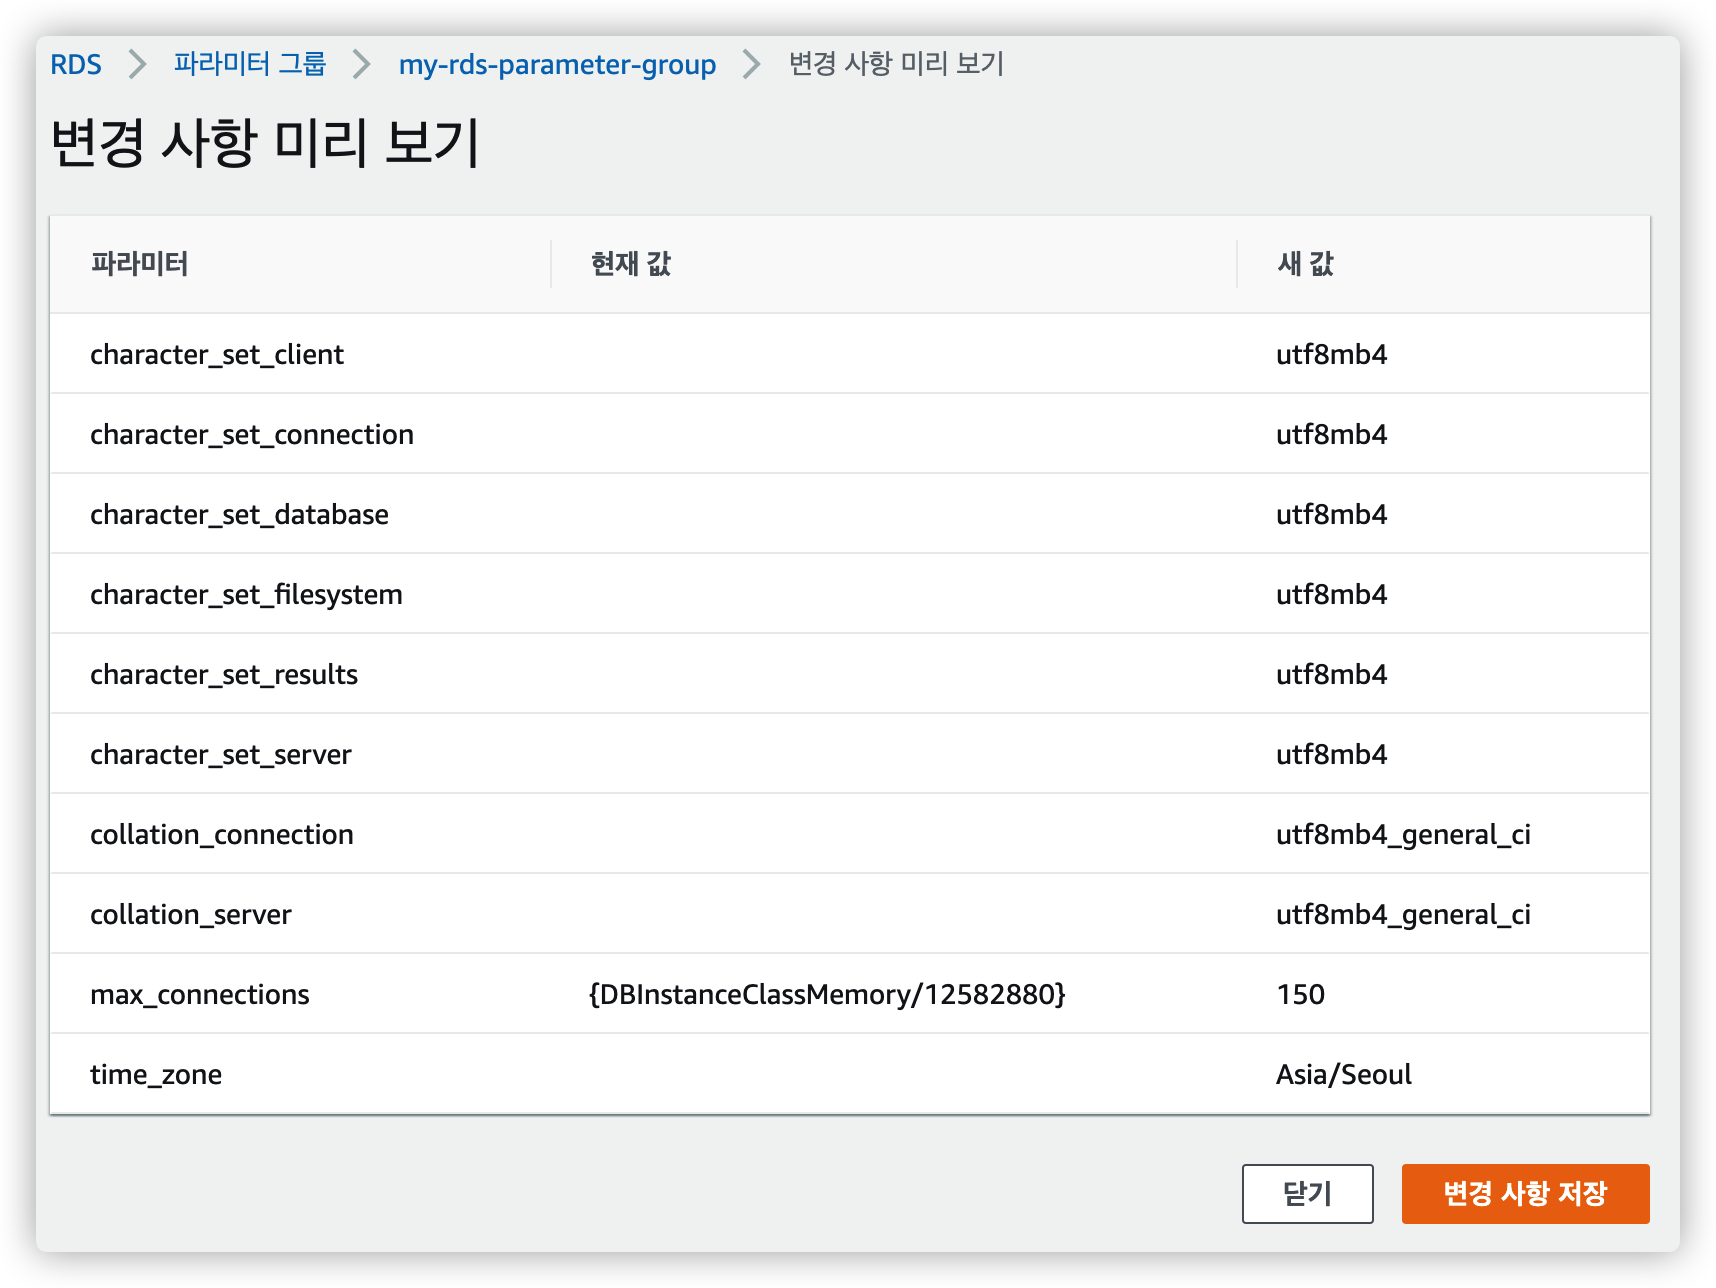 RDS > 파라미터 그룹 > my-rds-parameter-group > 변경 사항 미리 보기
변경 사항 미리 보기
파라미터 현재 값 새 값
character_set_client utf8mb4
character_set_connection utf8mb4
character_set_database utf8mb4
character_set_filesystem utf8mb4
character_set_results utf8mb4
character_set_server utf8mb4
collation_connection utf8mb4_general_ci
collation_server utf8mb4_general_ci
max_connections {DBInstanceClassMemory/12582880} 150
time_zone Asia/Seoul
닫기 변경 사항 저장